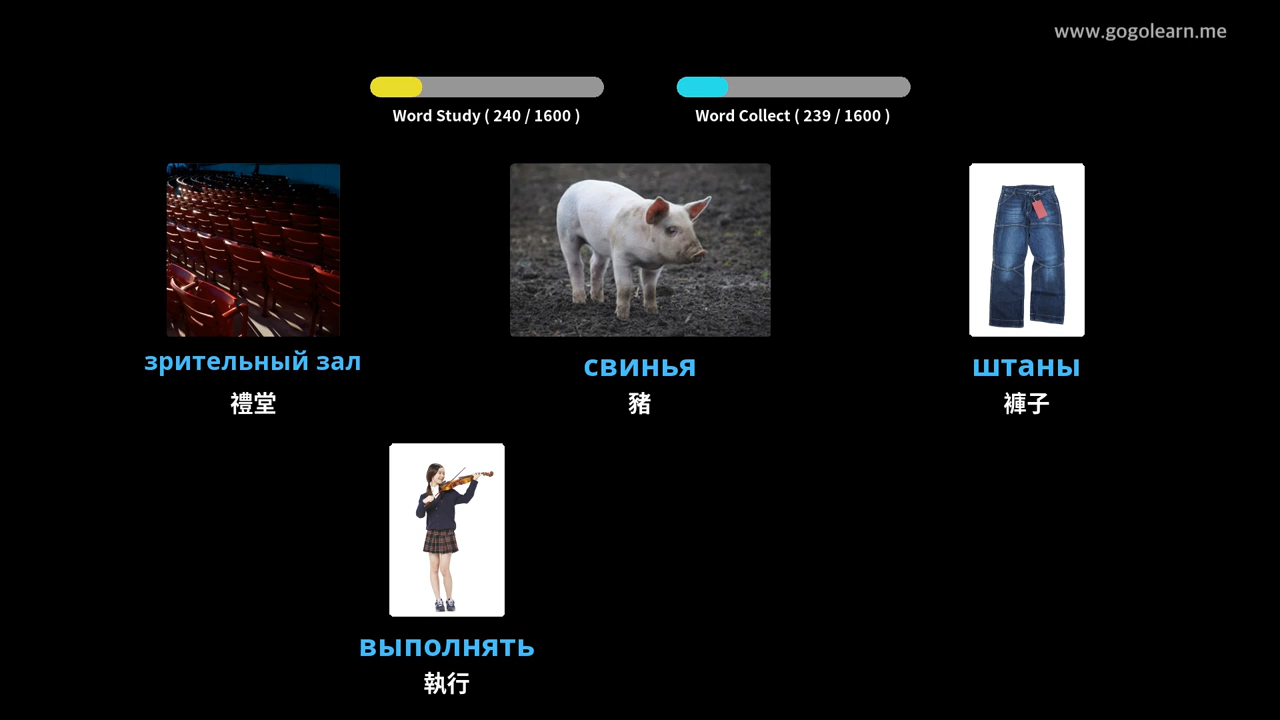 www.gogolearn.me
Word Study ( 240 / 1600 )
Word Collect ( 239 / 1600 )
зрительный зал
禮堂
свинья
豬
штаны
褲子
выполнять
執行